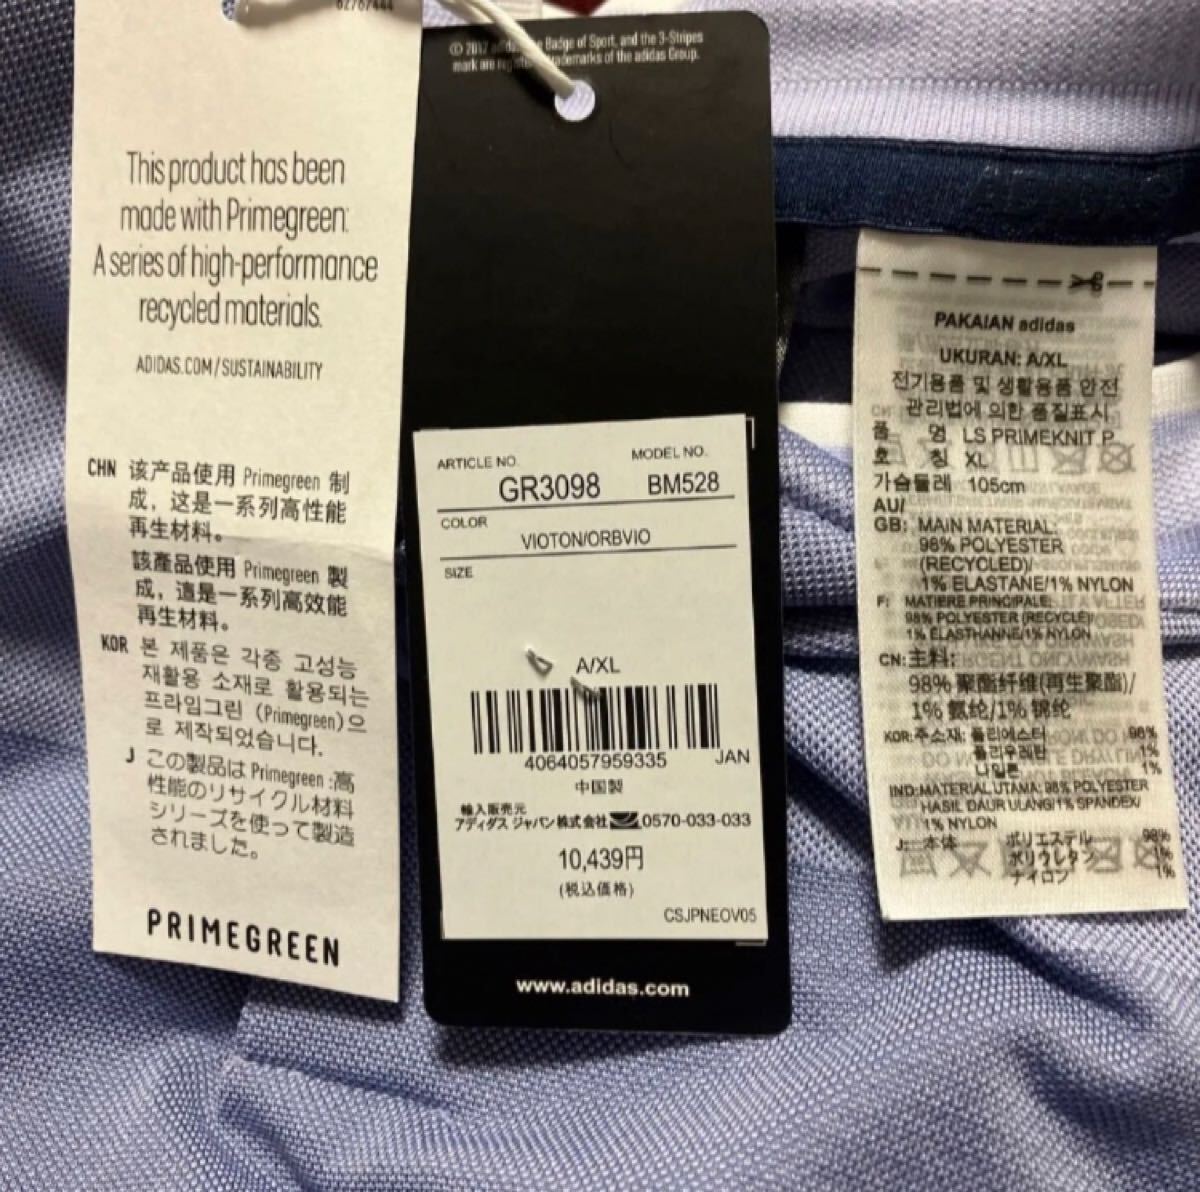 This product has been
made with Primegreen:
A series of high-performance
recycled materials.
ADIDAS.COM/SUSTAINABILITY
CHN 该产品使用 Primegreen 制
成，这是一系列高性能
再生材料。
該產品使用 Primegreen 製
成，這是一系列高效能
再生材料。
KOR 본 제품은 각종 고성능
재활용 소재로 활용되는
프라임그린 (Primegreen)으
로 제작되었습니다.
J この製品は Primegreen :高
性能のリサイクル材料
シリーズを使って製造
されました。
PRIMEGREEN
© 2017 Badge of Sport, and the 3-Stripes
mark are trademarks of the adidas Group.
ARTICLE NO. MODEL NO.
GR3098 BM528
COLOR
VIOTON/ORBVIO
SIZE
A/XL
4064057959335 JAN
中国製
輸入販売元
アディダス ジャパン株式会社 0570-033-033
10,439円
(税込価格)
CSJPNEOV05
www.adidas.com
PAKAIAN adidas
UKURAN: A/XL
전기용품 및 생활용품 안전
관리법에 의한 품질표시
품 명 LS PRIMEKNIT P
호 칭 XL
가슴둘레 105cm
AU/
GB: MAIN MATERIAL:
98% POLYESTER
(RECYCLED)/
1% ELASTANE/1% NYLON
F: MATIERE PRINCIPALE:
98% POLYESTER (RECYCLE)/
1% ELASTHANNE/1% NYLON
CN: 主料:
98% 聚酯纤维(再生聚酯)/
1% 氨纶/1% 锦纶
KOR: 주소재: 폴리에스터 98%
폴리우레탄 1%
나일론 1%
IND: MATERIAL UTAMA: 98% POLYESTER
HASIL DAUR ULANG/1% SPANDEX/
1% NYLON
J: 本体 ポリエステル 98%
ポリウレタン 1%
ナイロン 1%